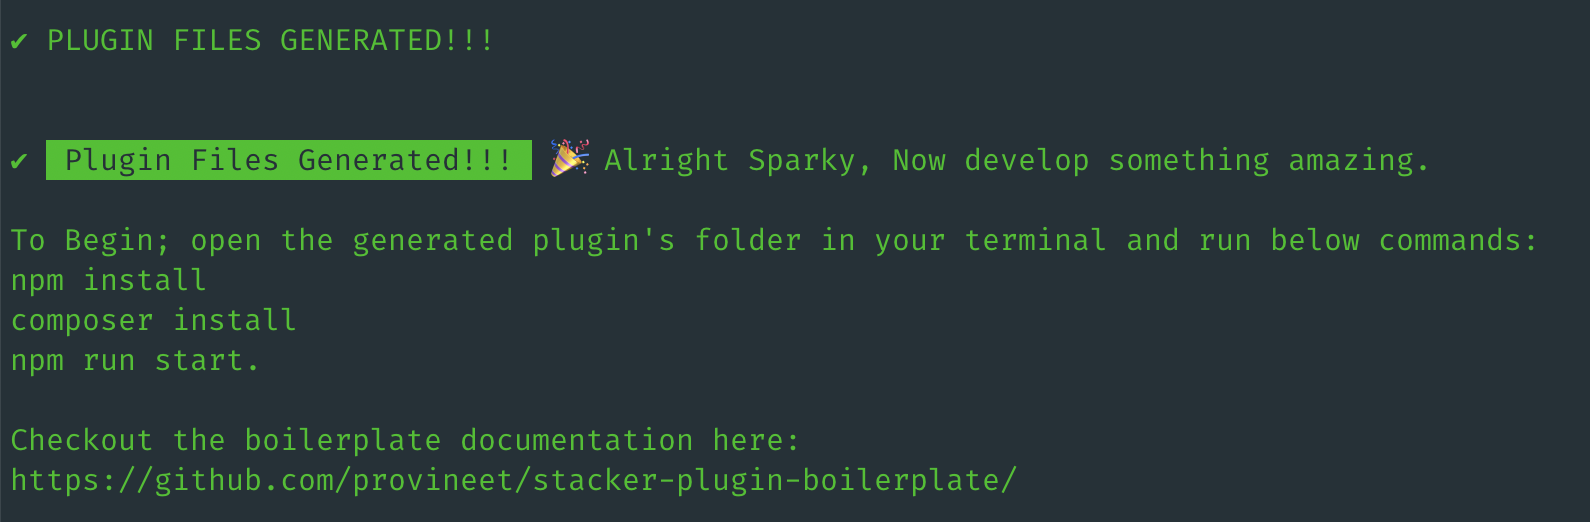 ✔ PLUGIN FILES GENERATED!!!
✔ Plugin Files Generated!!! 🎉 Alright Sparky, Now develop something amazing.
To Begin; open the generated plugin's folder in your terminal and run below commands:
npm install
composer install
npm run start.
Checkout the boilerplate documentation here:
https://github.com/provineet/stacker-plugin-boilerplate/